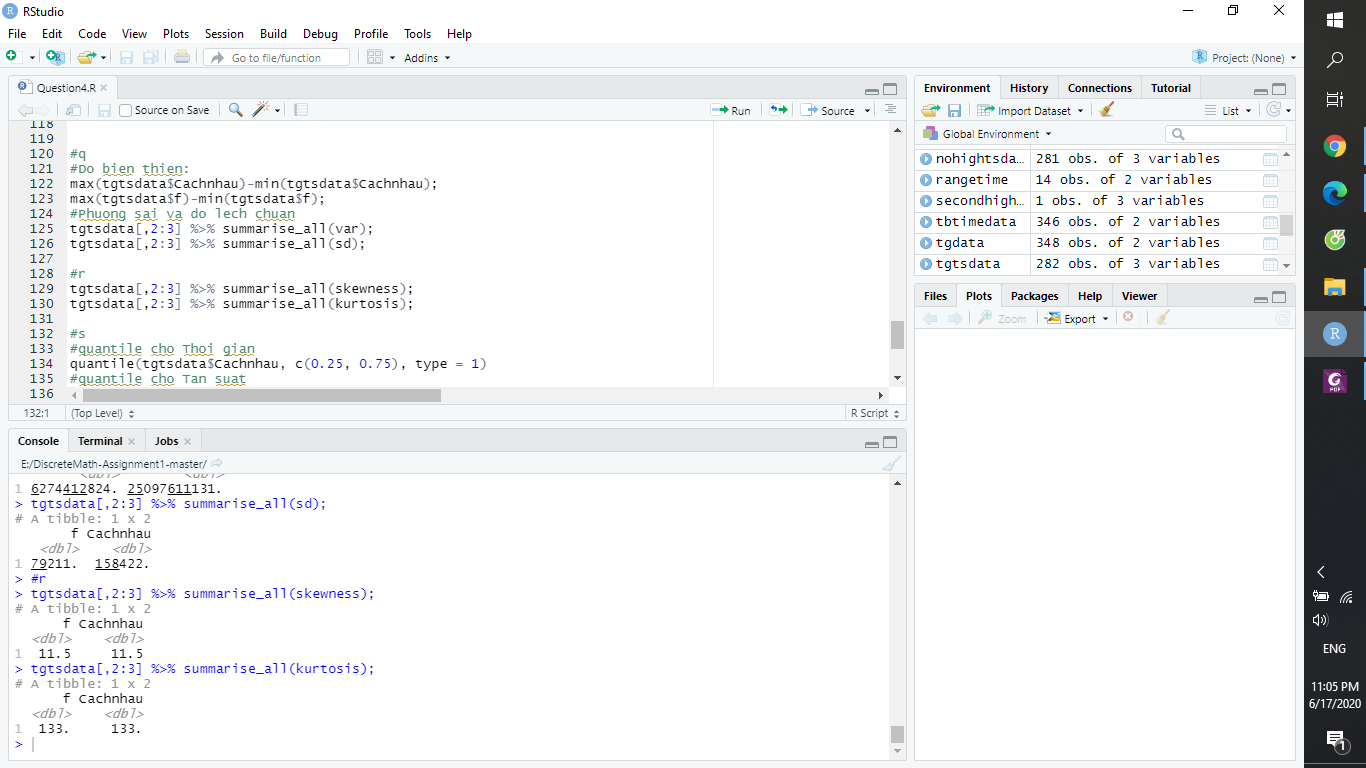 RStudio
File Edit Code View Plots Session Build Debug Profile Tools Help
Go to file/function Addins Project: (None)
Question4.R
Source on Save Run Source
118
119
120 #q
121 #Do bien thien:
122 max(tgtsdata$Cachnhau)-min(tgtsdata$Cachnhau);
123 max(tgtsdata$f)-min(tgtsdata$f);
124 #Phuong sai va do lech chuan
125 tgtsdata[,2:3] %>% summarise_all(var);
126 tgtsdata[,2:3] %>% summarise_all(sd);
127
128 #r
129 tgtsdata[,2:3] %>% summarise_all(skewness);
130 tgtsdata[,2:3] %>% summarise_all(kurtosis);
131
132 #s
133 #quantile cho Thoi gian
134 quantile(tgtsdata$Cachnhau, c(0.25, 0.75), type = 1)
135 #quantile cho Tan suat
136
132:1 (Top Level) R Script
Console Terminal Jobs
E:/DiscreteMath-Assignment1-master/
<dbl> <dbl>
1 6274412824. 25097611131.
> tgtsdata[,2:3] %>% summarise_all(sd);
# A tibble: 1 x 2
f Cachnhau
<dbl> <dbl>
1 79211. 158422.
> #r
> tgtsdata[,2:3] %>% summarise_all(skewness);
# A tibble: 1 x 2
f Cachnhau
<dbl> <dbl>
1 11.5 11.5
> tgtsdata[,2:3] %>% summarise_all(kurtosis);
# A tibble: 1 x 2
f Cachnhau
<dbl> <dbl>
1 133. 133.
>
Environment History Connections Tutorial
Import Dataset List
Global Environment
nohightsda… 281 obs. of 3 variables
rangetime 14 obs. of 2 variables
secondhigh… 1 obs. of 3 variables
tbtimedata 346 obs. of 2 variables
tgdata 348 obs. of 2 variables
tgtsdata 282 obs. of 3 variables
Files Plots Packages Help Viewer
Zoom Export
R
PDF
ENG
11:05 PM
6/17/2020
1